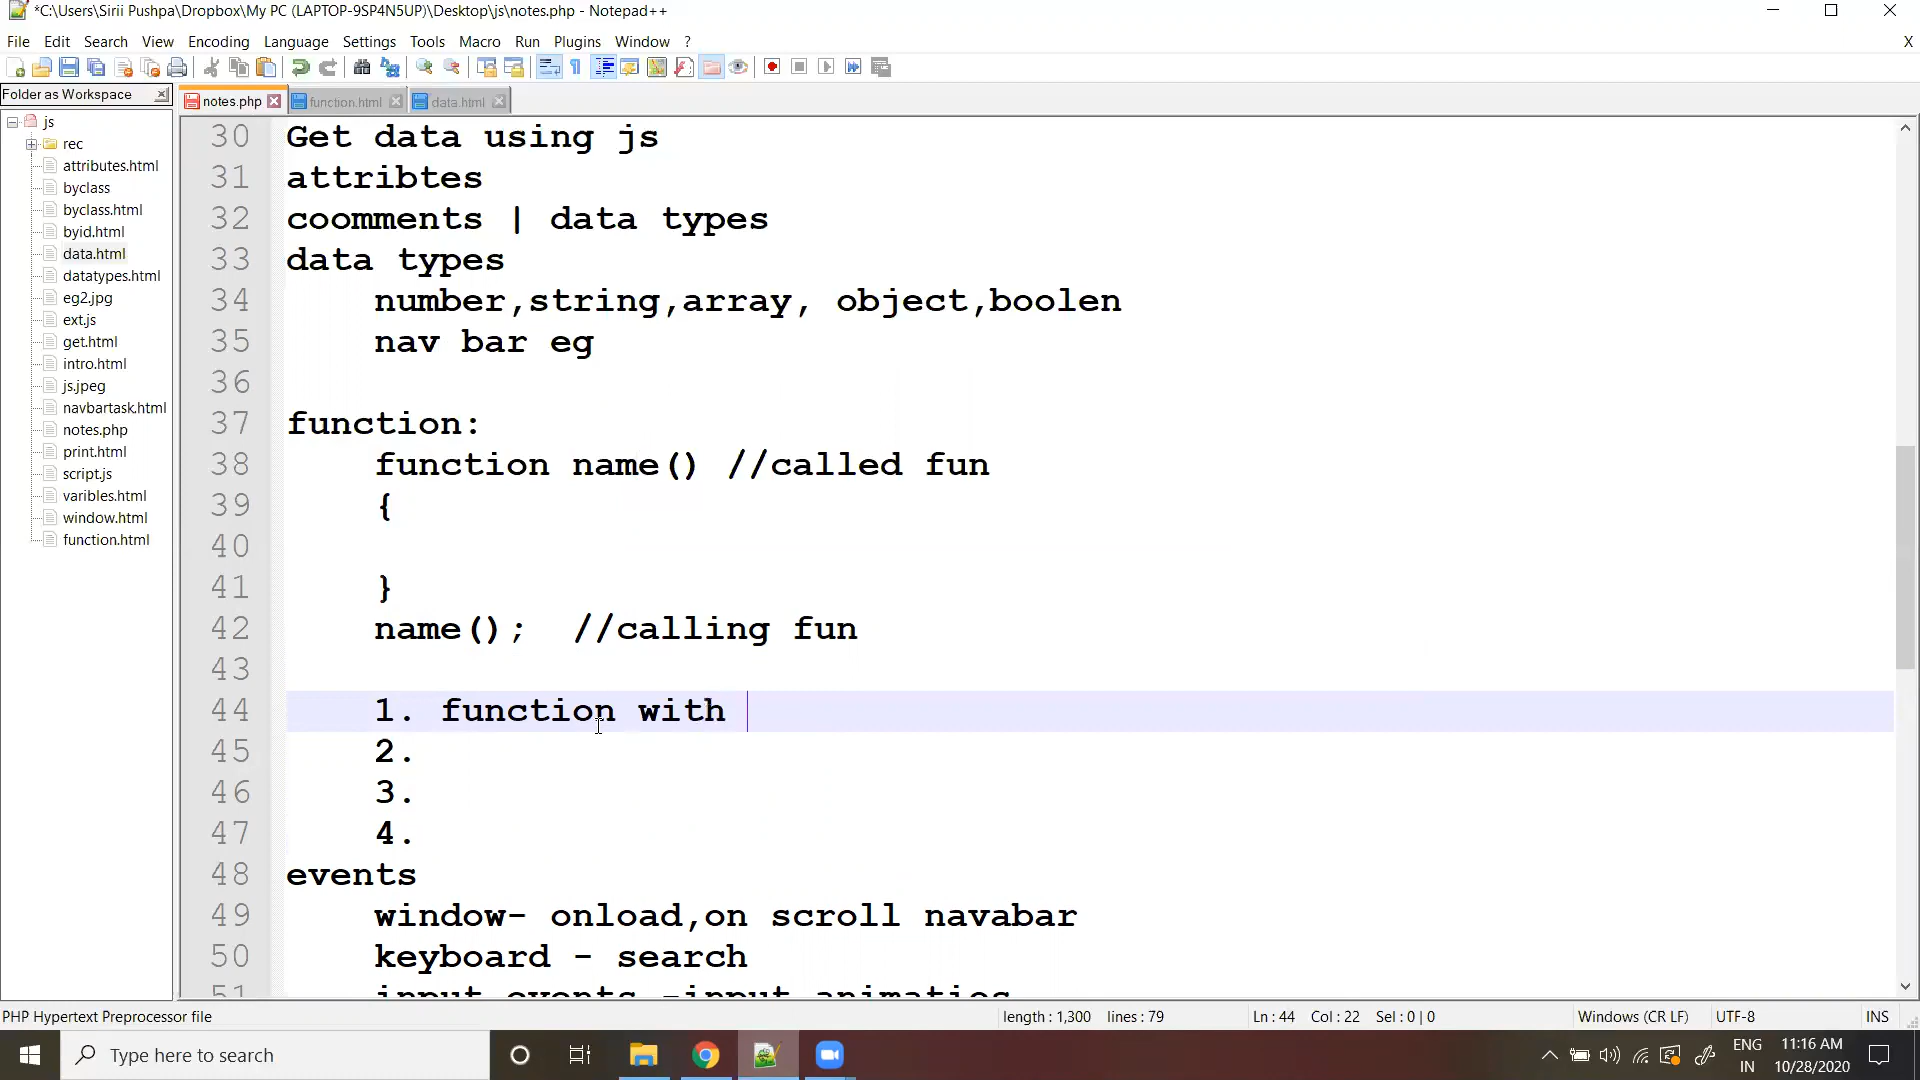 *C:\Users\Sirii Pushpa\Dropbox\My PC (LAPTOP-9SP4N5UP)\Desktop\js\notes.php - Notepad++
File Edit Search View Encoding Language Settings Tools Macro Run Plugins Window ? X
Folder as Workspace
notes.php function.html data.html
js
rec
attributes.html
byclass
byclass.html
byid.html
data.html
datatypes.html
eg2.jpg
ext.js
get.html
intro.html
js.jpeg
navbartask.html
notes.php
print.html
script.js
varibles.html
window.html
function.html
30 Get data using js
31 attribtes
32 coomments | data types
33 data types
34 number,string,array, object,boolen
35 nav bar eg
36
37 function:
38 function name() //called fun
39 {
40
41 }
42 name(); //calling fun
43
44 1. function with
45 2.
46 3.
47 4.
48 events
49 window- onload,on scroll navabar
50 keyboard - search
51 input events -input animatios
PHP Hypertext Preprocessor file length : 1,300 lines : 79 Ln : 44 Col : 22 Sel : 0 | 0 Windows (CR LF) UTF-8 INS
Type here to search
ENG
IN
11:16 AM
10/28/2020